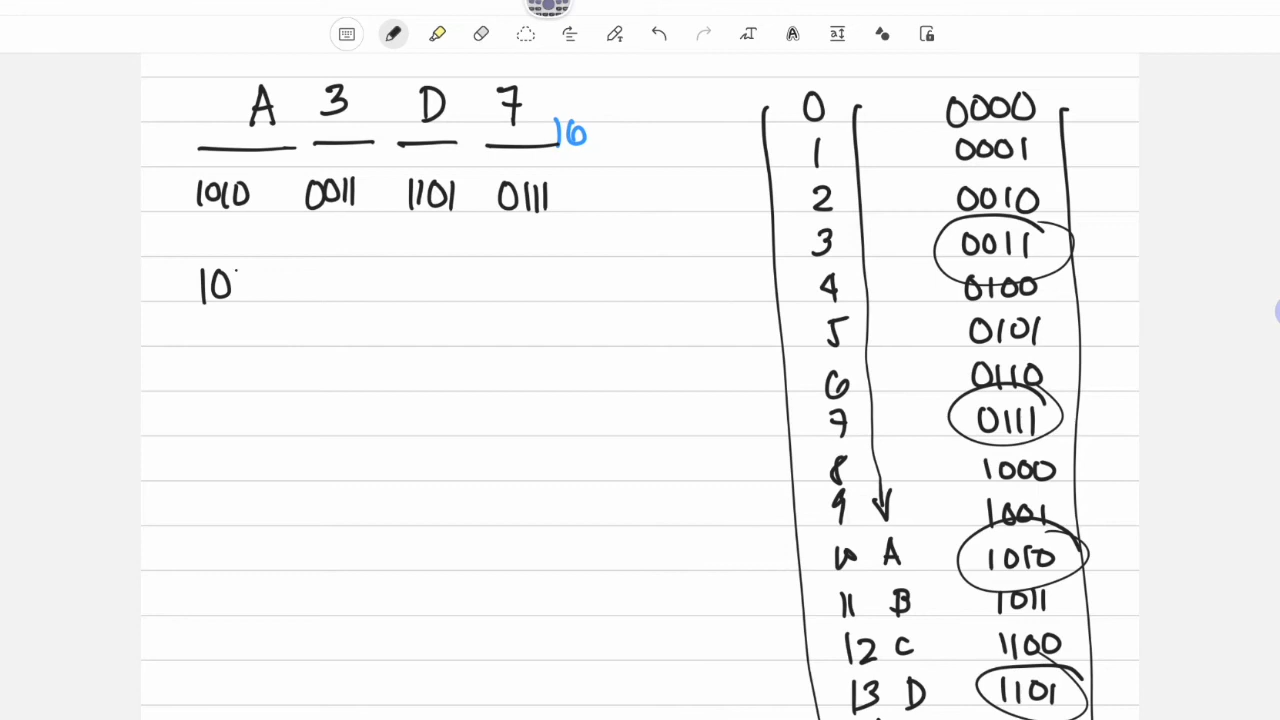 A 3 D 7 16
1010 0011 1101 0111
10
0 0000
1 0001
2 0010
3 0011
4 0100
5 0101
6 0110
7 0111
8 1000
9 1001
10 A 1010
11 B 1011
12 C 1100
13 D 1101